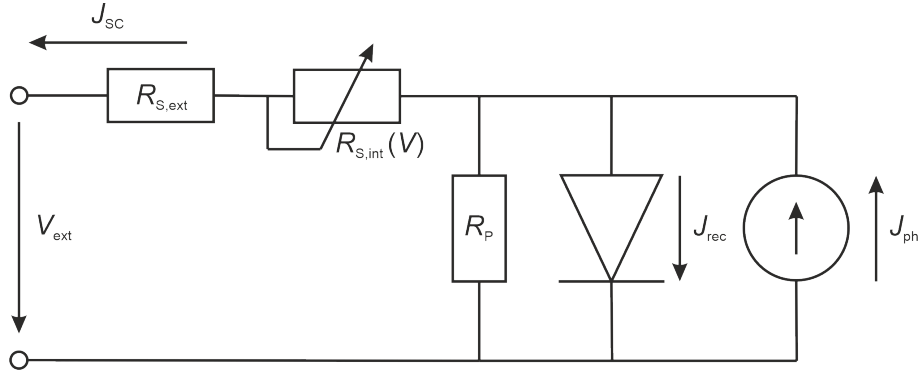 J_SC
R_S,ext
R_S,int (V)
V_ext
R_P
J_rec
J_ph